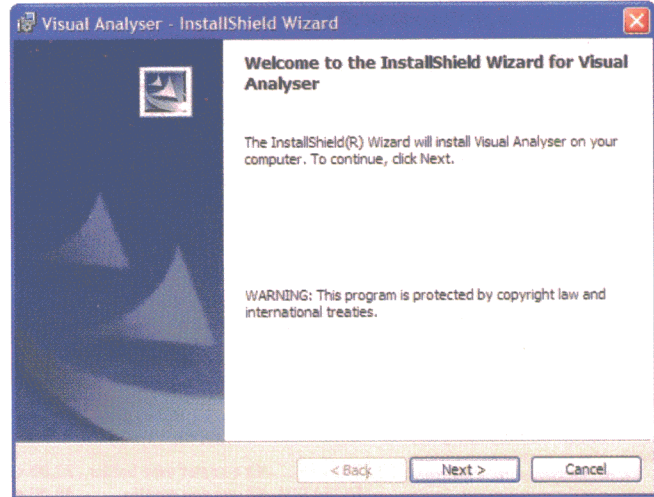 Visual Analyser - InstallShield Wizard
Welcome to the InstallShield Wizard for Visual
Analyser
The InstallShield(R) Wizard will install Visual Analyser on your
computer. To continue, click Next.
WARNING: This program is protected by copyright law and
international treaties.
< Back
Next >
Cancel